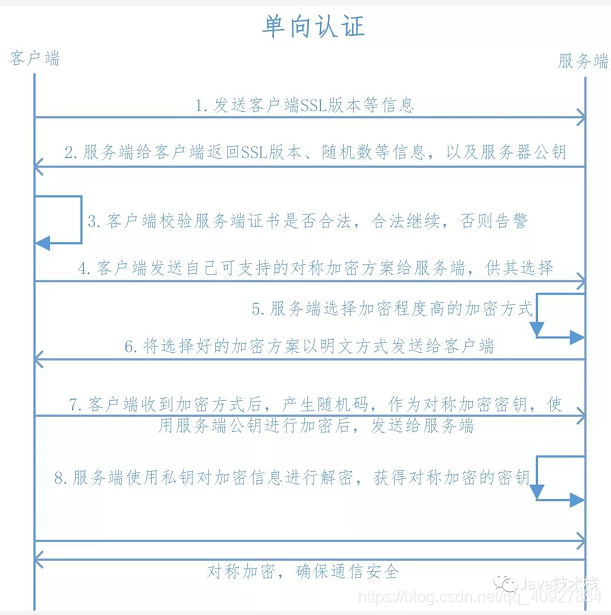 单向认证
客户端
服务端
1.发送客户端SSL版本等信息
2.服务端给客户端返回SSL版本、随机数等信息，以及服务器公钥
3.客户端校验服务端证书是否合法，合法继续，否则告警
4.客户端发送自己可支持的对称加密方案给服务端，供其选择
5.服务端选择加密程度高的加密方式
6.将选择好的加密方案以明文方式发送给客户端
7.客户端收到加密方式后，产生随机码，作为对称加密密钥，使
用服务端公钥进行加密后，发送给服务端
8.服务端使用私钥对加密信息进行解密，获得对称加密的密钥
对称加密，确保通信安全
Java技术栈
https://blog.csdn.net/qq_40927834